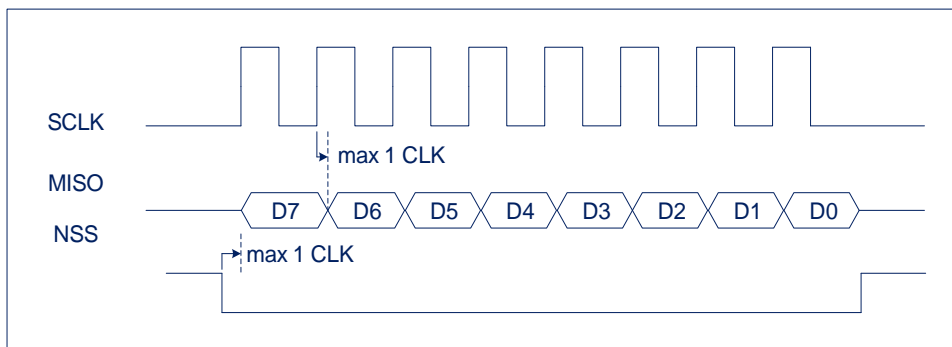 SCLK
max 1 CLK
MISO
D7 D6 D5 D4 D3 D2 D1 D0
NSS
max 1 CLK